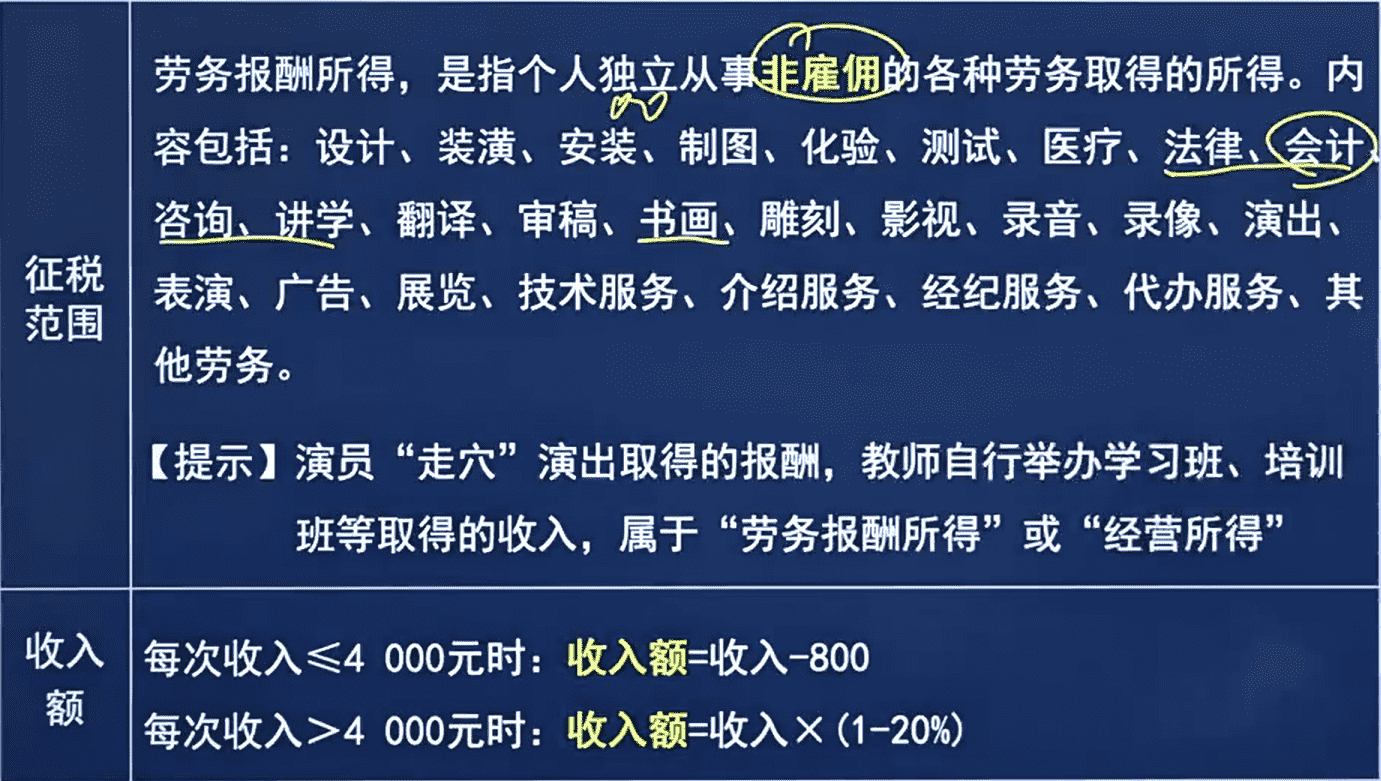 劳务报酬所得，是指个人独立从事非雇佣的各种劳务取得的所得。内
容包括：设计、装潢、安装、制图、化验、测试、医疗、法律、会计、
咨询、讲学、翻译、审稿、书画、雕刻、影视、录音、录像、演出、
表演、广告、展览、技术服务、介绍服务、经纪服务、代办服务、其
他劳务。
征税
范围
【提示】演员“走穴”演出取得的报酬，教师自行举办学习班、培训
班等取得的收入，属于“劳务报酬所得”或“经营所得”
收入
额
每次收入≤4 000元时：收入额=收入-800
每次收入＞4 000元时：收入额=收入×(1-20%)